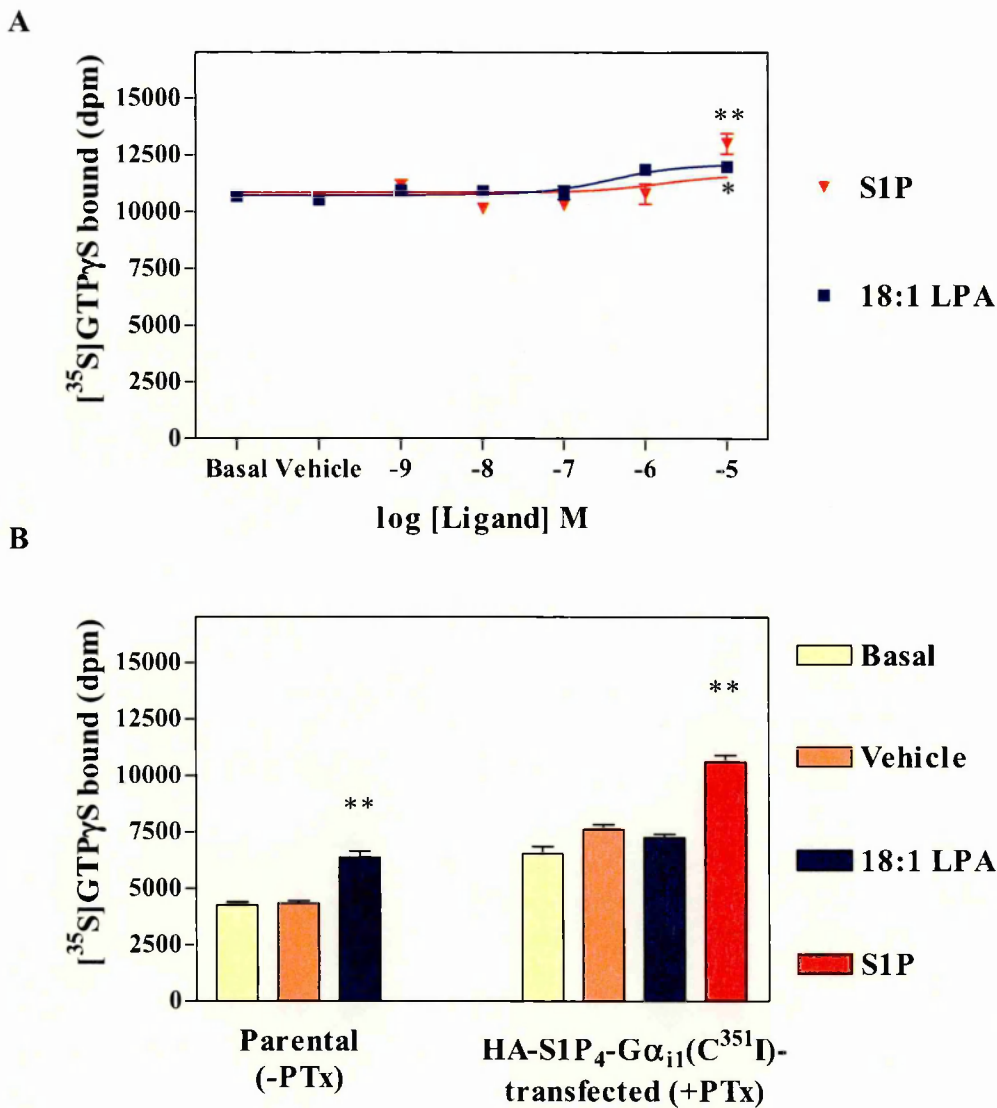 A
[³⁵S]GTPγS bound (dpm)
15000
12500
10000
7500
5000
2500
0
**
*
Basal Vehicle -9 -8 -7 -6 -5
log [Ligand] M
S1P
18:1 LPA
B
[³⁵S]GTPγS bound (dpm)
15000
12500
10000
7500
5000
2500
0
**
**
Parental
(-PTx)
HA-S1P₄-Gαᵢ₁(C³⁵¹I)-
transfected (+PTx)
Basal
Vehicle
18:1 LPA
S1P